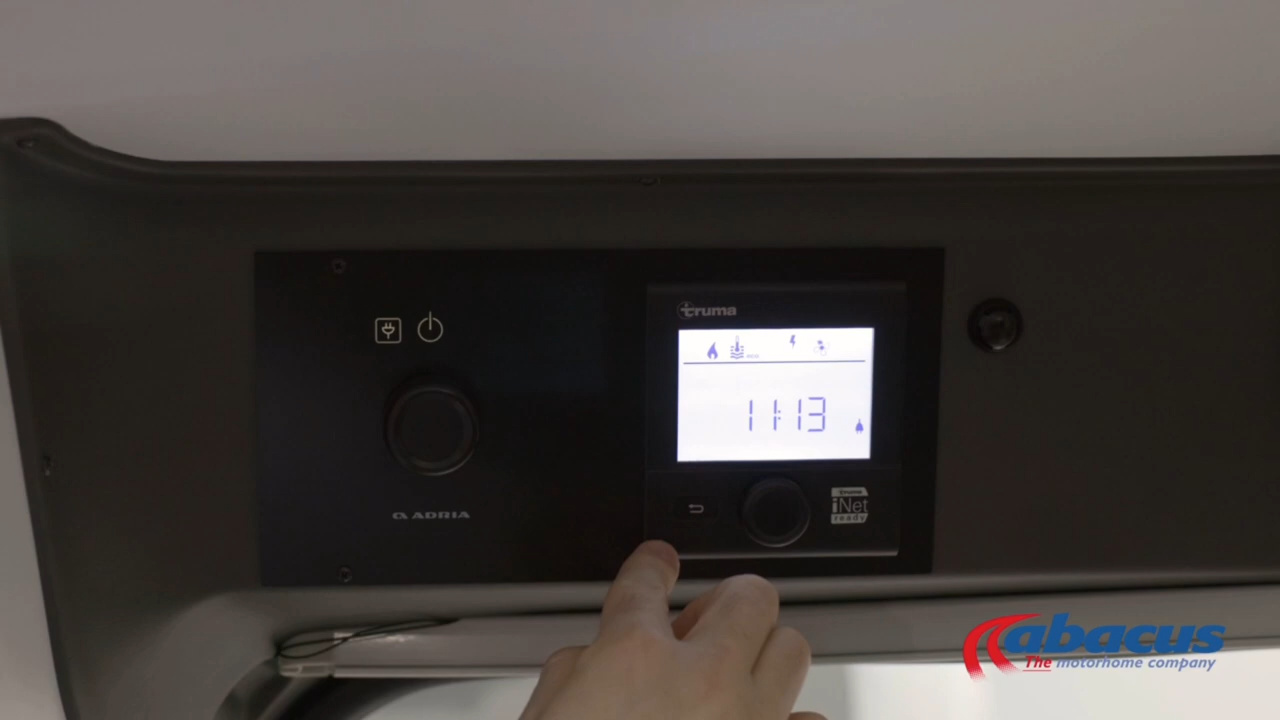 truma
11:13
truma
iNet
ready
ADRIA
abacus
The motorhome company